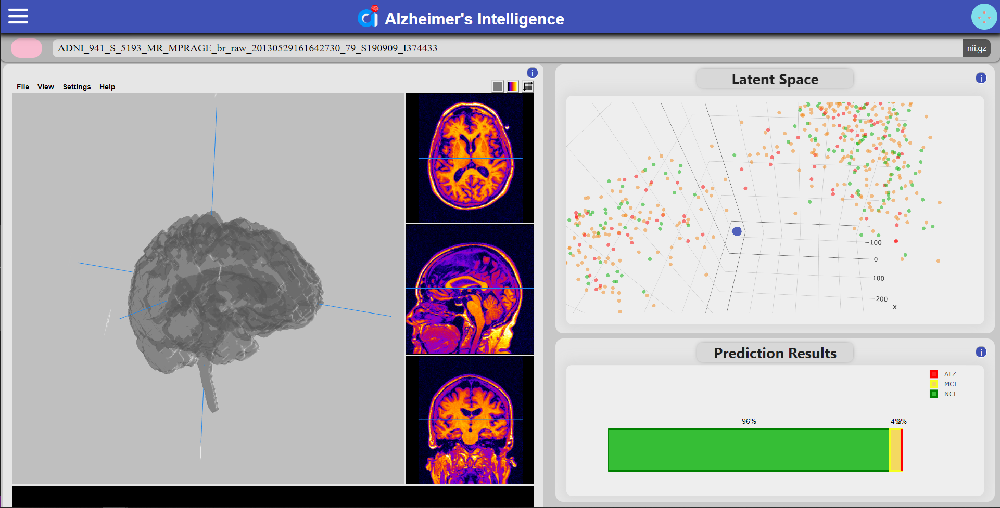 Alzheimer's Intelligence
ADNI_941_S_5193_MR_MPRAGE_br_raw_20130529161642730_79_S190909_I374433
nii.gz
File View Settings Help
i
Latent Space
i
−100
0
100
200
x
Prediction Results
i
ALZ
MCI
NCI
96%
4%
0%